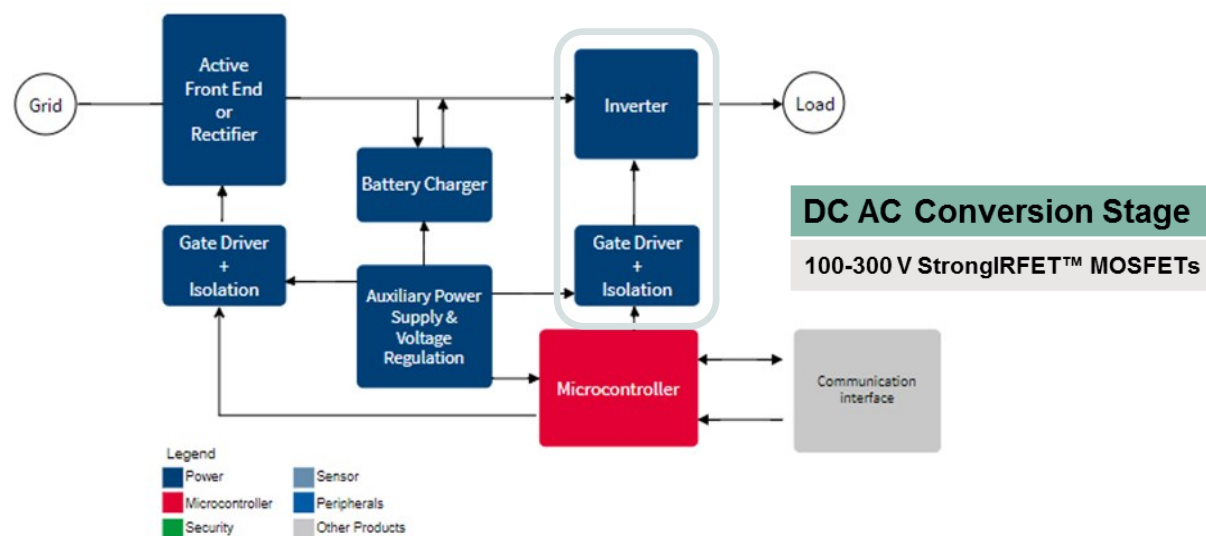 Grid
Active
Front End
or
Rectifier
Inverter
Load
Battery Charger
DC AC Conversion Stage
100-300 V StrongIRFET™ MOSFETs
Gate Driver
+
Isolation
Auxiliary Power
Supply &
Voltage
Regulation
Gate Driver
+
Isolation
Microcontroller
Communication
interface
Legend
Power
Sensor
Microcontroller
Peripherals
Security
Other Products